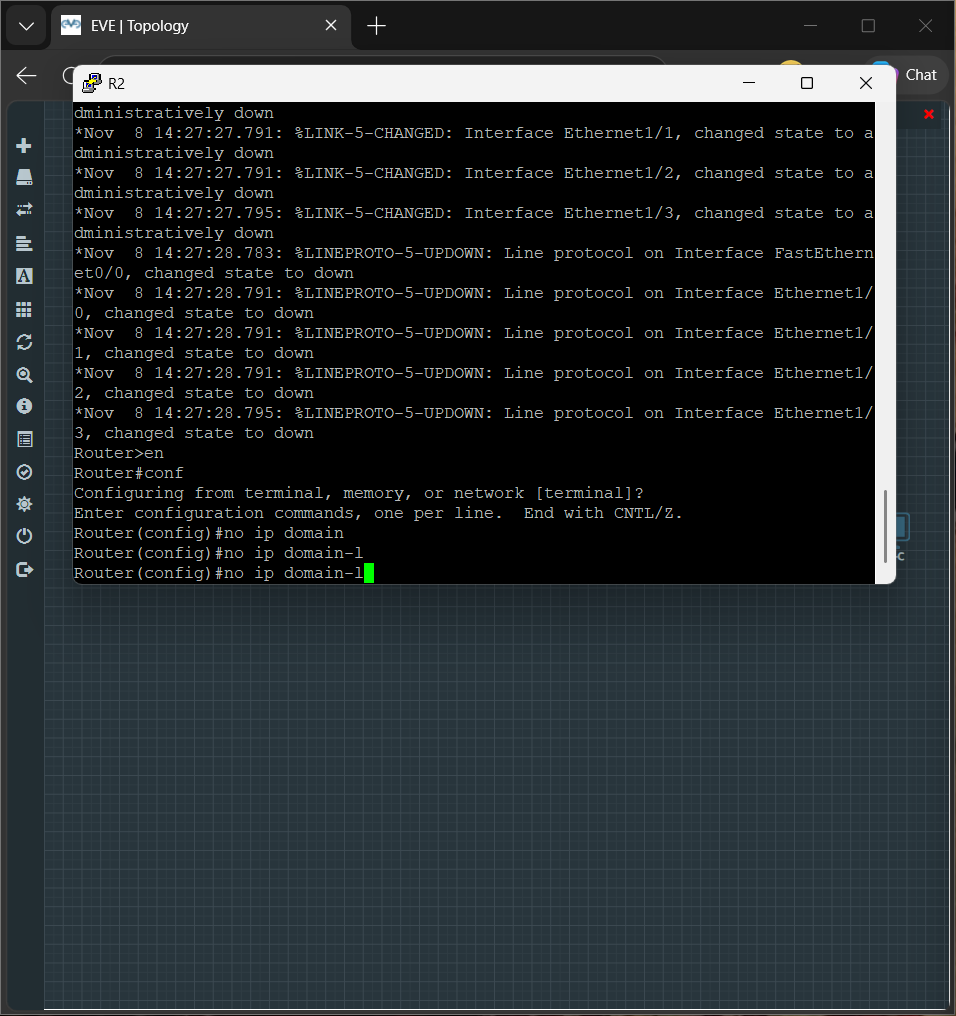 EVE | Topology
Chat
R2
dministratively down
*Nov  8 14:27:27.791: %LINK-5-CHANGED: Interface Ethernet1/1, changed state to a
dministratively down
*Nov  8 14:27:27.791: %LINK-5-CHANGED: Interface Ethernet1/2, changed state to a
dministratively down
*Nov  8 14:27:27.795: %LINK-5-CHANGED: Interface Ethernet1/3, changed state to a
dministratively down
*Nov  8 14:27:28.783: %LINEPROTO-5-UPDOWN: Line protocol on Interface FastEthern
et0/0, changed state to down
*Nov  8 14:27:28.791: %LINEPROTO-5-UPDOWN: Line protocol on Interface Ethernet1/
0, changed state to down
*Nov  8 14:27:28.791: %LINEPROTO-5-UPDOWN: Line protocol on Interface Ethernet1/
1, changed state to down
*Nov  8 14:27:28.791: %LINEPROTO-5-UPDOWN: Line protocol on Interface Ethernet1/
2, changed state to down
*Nov  8 14:27:28.795: %LINEPROTO-5-UPDOWN: Line protocol on Interface Ethernet1/
3, changed state to down
Router>en
Router#conf
Configuring from terminal, memory, or network [terminal]?
Enter configuration commands, one per line.  End with CNTL/Z.
Router(config)#no ip domain
Router(config)#no ip domain-l
Router(config)#no ip domain-l